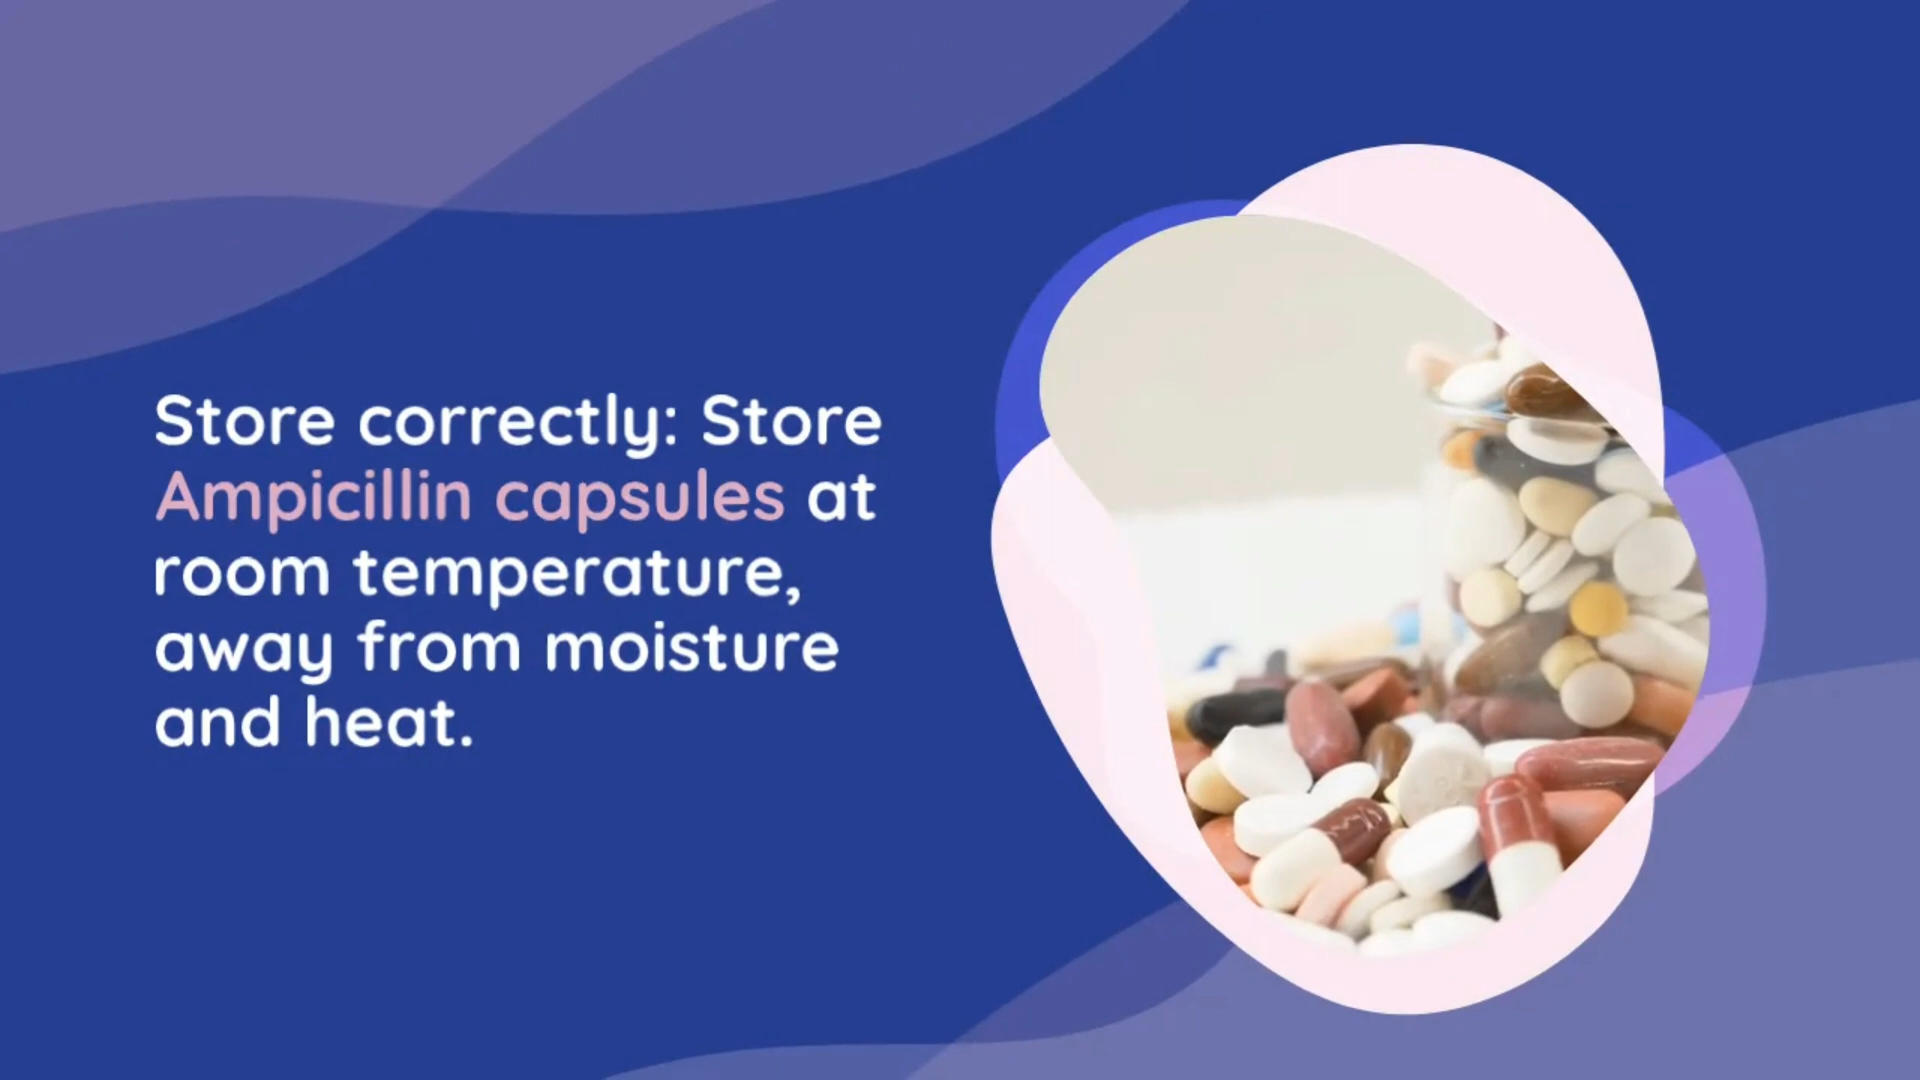 Store correctly: Store
Ampicillin capsules at
room temperature,
away from moisture
and heat.